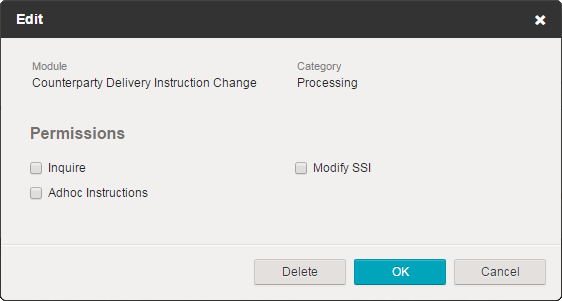 Edit
Module
Category
Counterparty Delivery Instruction Change
Processing
Permissions
Inquire
Modify SSI
Adhoc Instructions
Delete
OK
Cancel